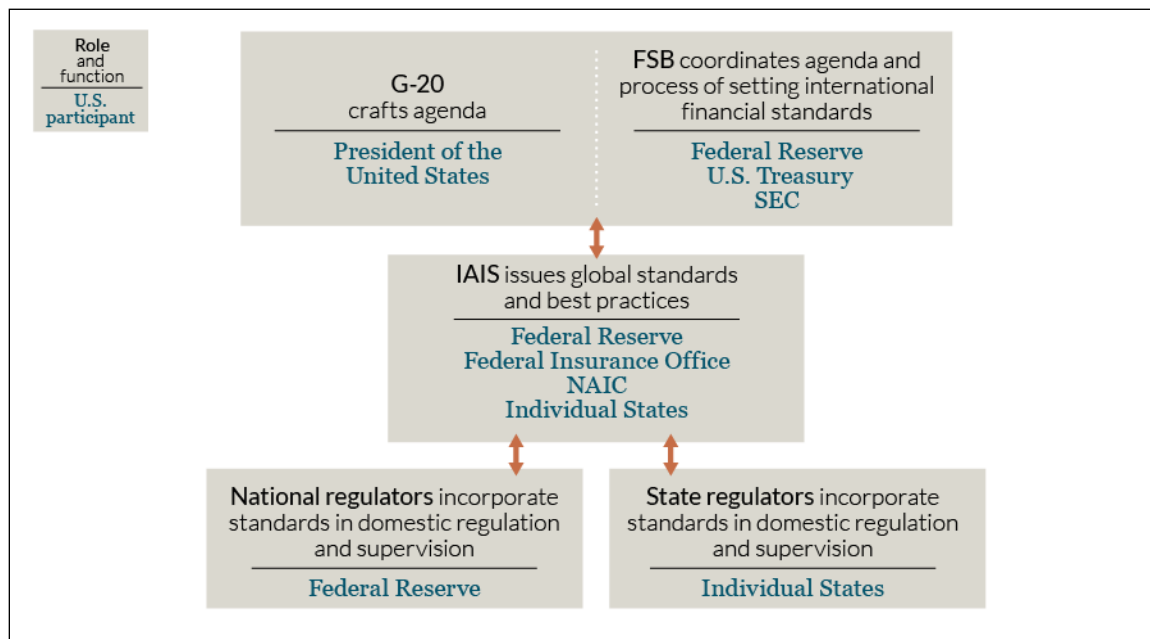 Role
and
function
U.S.
participant
G-20
crafts agenda
President of the
United States
FSB coordinates agenda and
process of setting international
financial standards
Federal Reserve
U.S. Treasury
SEC
IAIS issues global standards
and best practices
Federal Reserve
Federal Insurance Office
NAIC
Individual States
National regulators incorporate
standards in domestic regulation
and supervision
Federal Reserve
State regulators incorporate
standards in domestic regulation
and supervision
Individual States